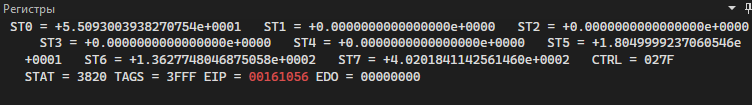 Регистры
ST0 = +5.5093003938270754e+0001 ST1 = +0.0000000000000000e+0000 ST2 = +0.0000000000000000e+0000
ST3 = +0.0000000000000000e+0000 ST4 = +0.0000000000000000e+0000 ST5 = +1.8049999237060546e
+0001 ST6 = +1.3627748046875058e+0002 ST7 = +4.0201841142561460e+0002 CTRL = 027F
STAT = 3820 TAGS = 3FFF EIP = 00161056 EDO = 00000000